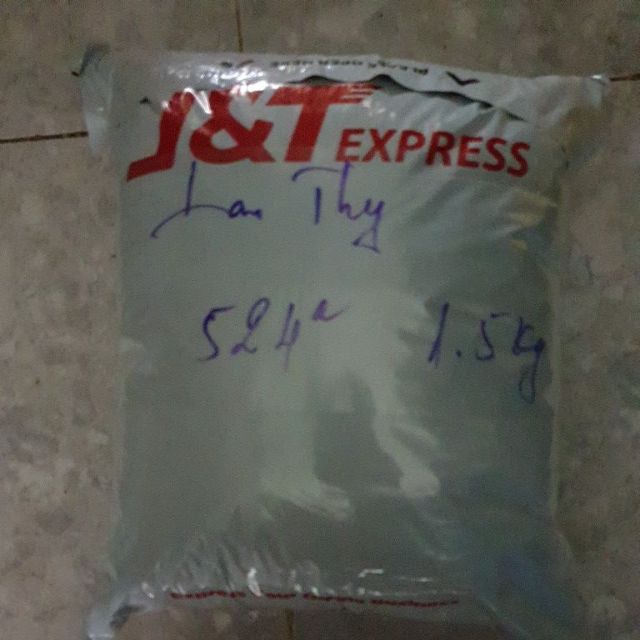 J&T EXPRESS
Lan Thy
524ª 1.5kg